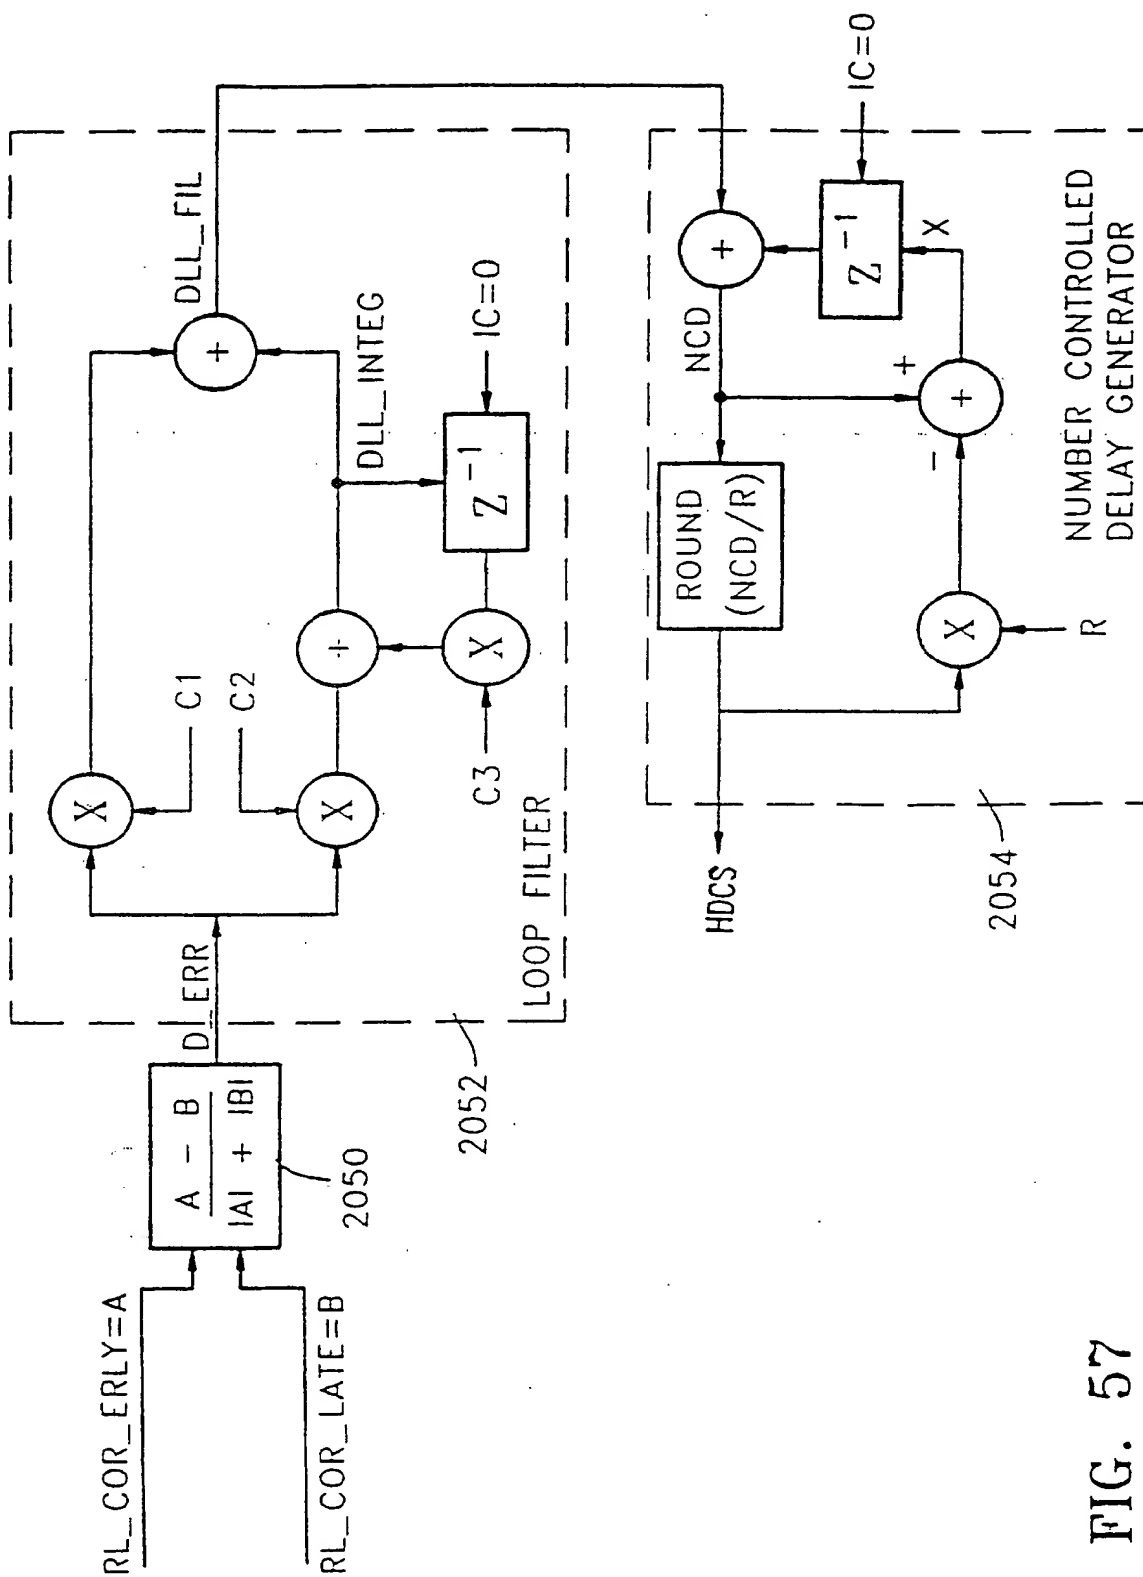 RL_COR_ERLY=A
RL_COR_LATE=B
A - B
|A| + |B|
2050
D_ERR
2052
LOOP FILTER
X
C1
C2
X
+
C3
X
Z⁻¹
IC=0
DLL_INTEG
+
DLL_FIL
HDCS
2054
ROUND
(NCD/R)
NCD
+
Z⁻¹
IC=0
X
+
-
+
X
R
NUMBER CONTROLLED
DELAY GENERATOR
FIG. 57